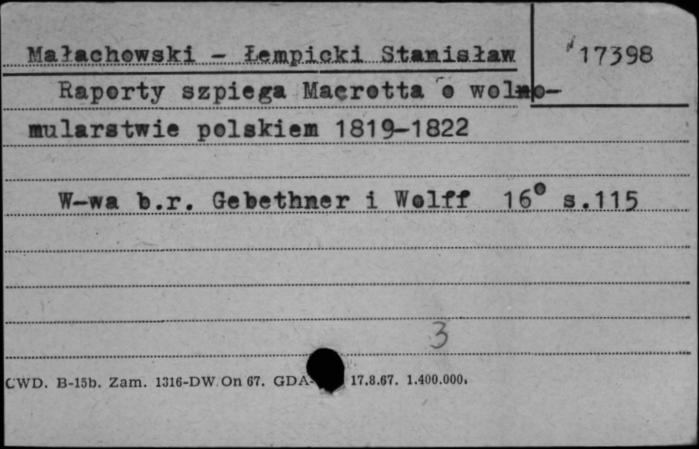 Małachowski - Łempicki Stanisław
17398
Raporty szpiega Macrotta o wolno-
mularstwie polskiem 1819-1822
W-wa b.r. Gebethner i Wolff 16° s.115
3
CWD. B-15b. Zam. 1316-DW. On 67. GDA- 17.8.67. 1.400.000.